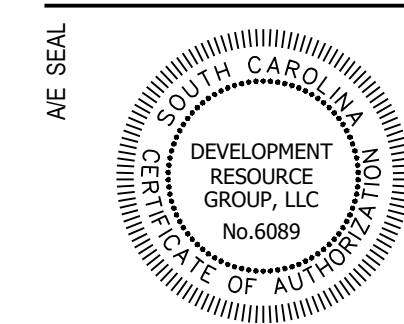 A/E SEAL
SOUTH CAROLINA
DEVELOPMENT
RESOURCE
GROUP, LLC
No.6089
CERTIFICATE OF AUTHORIZATION